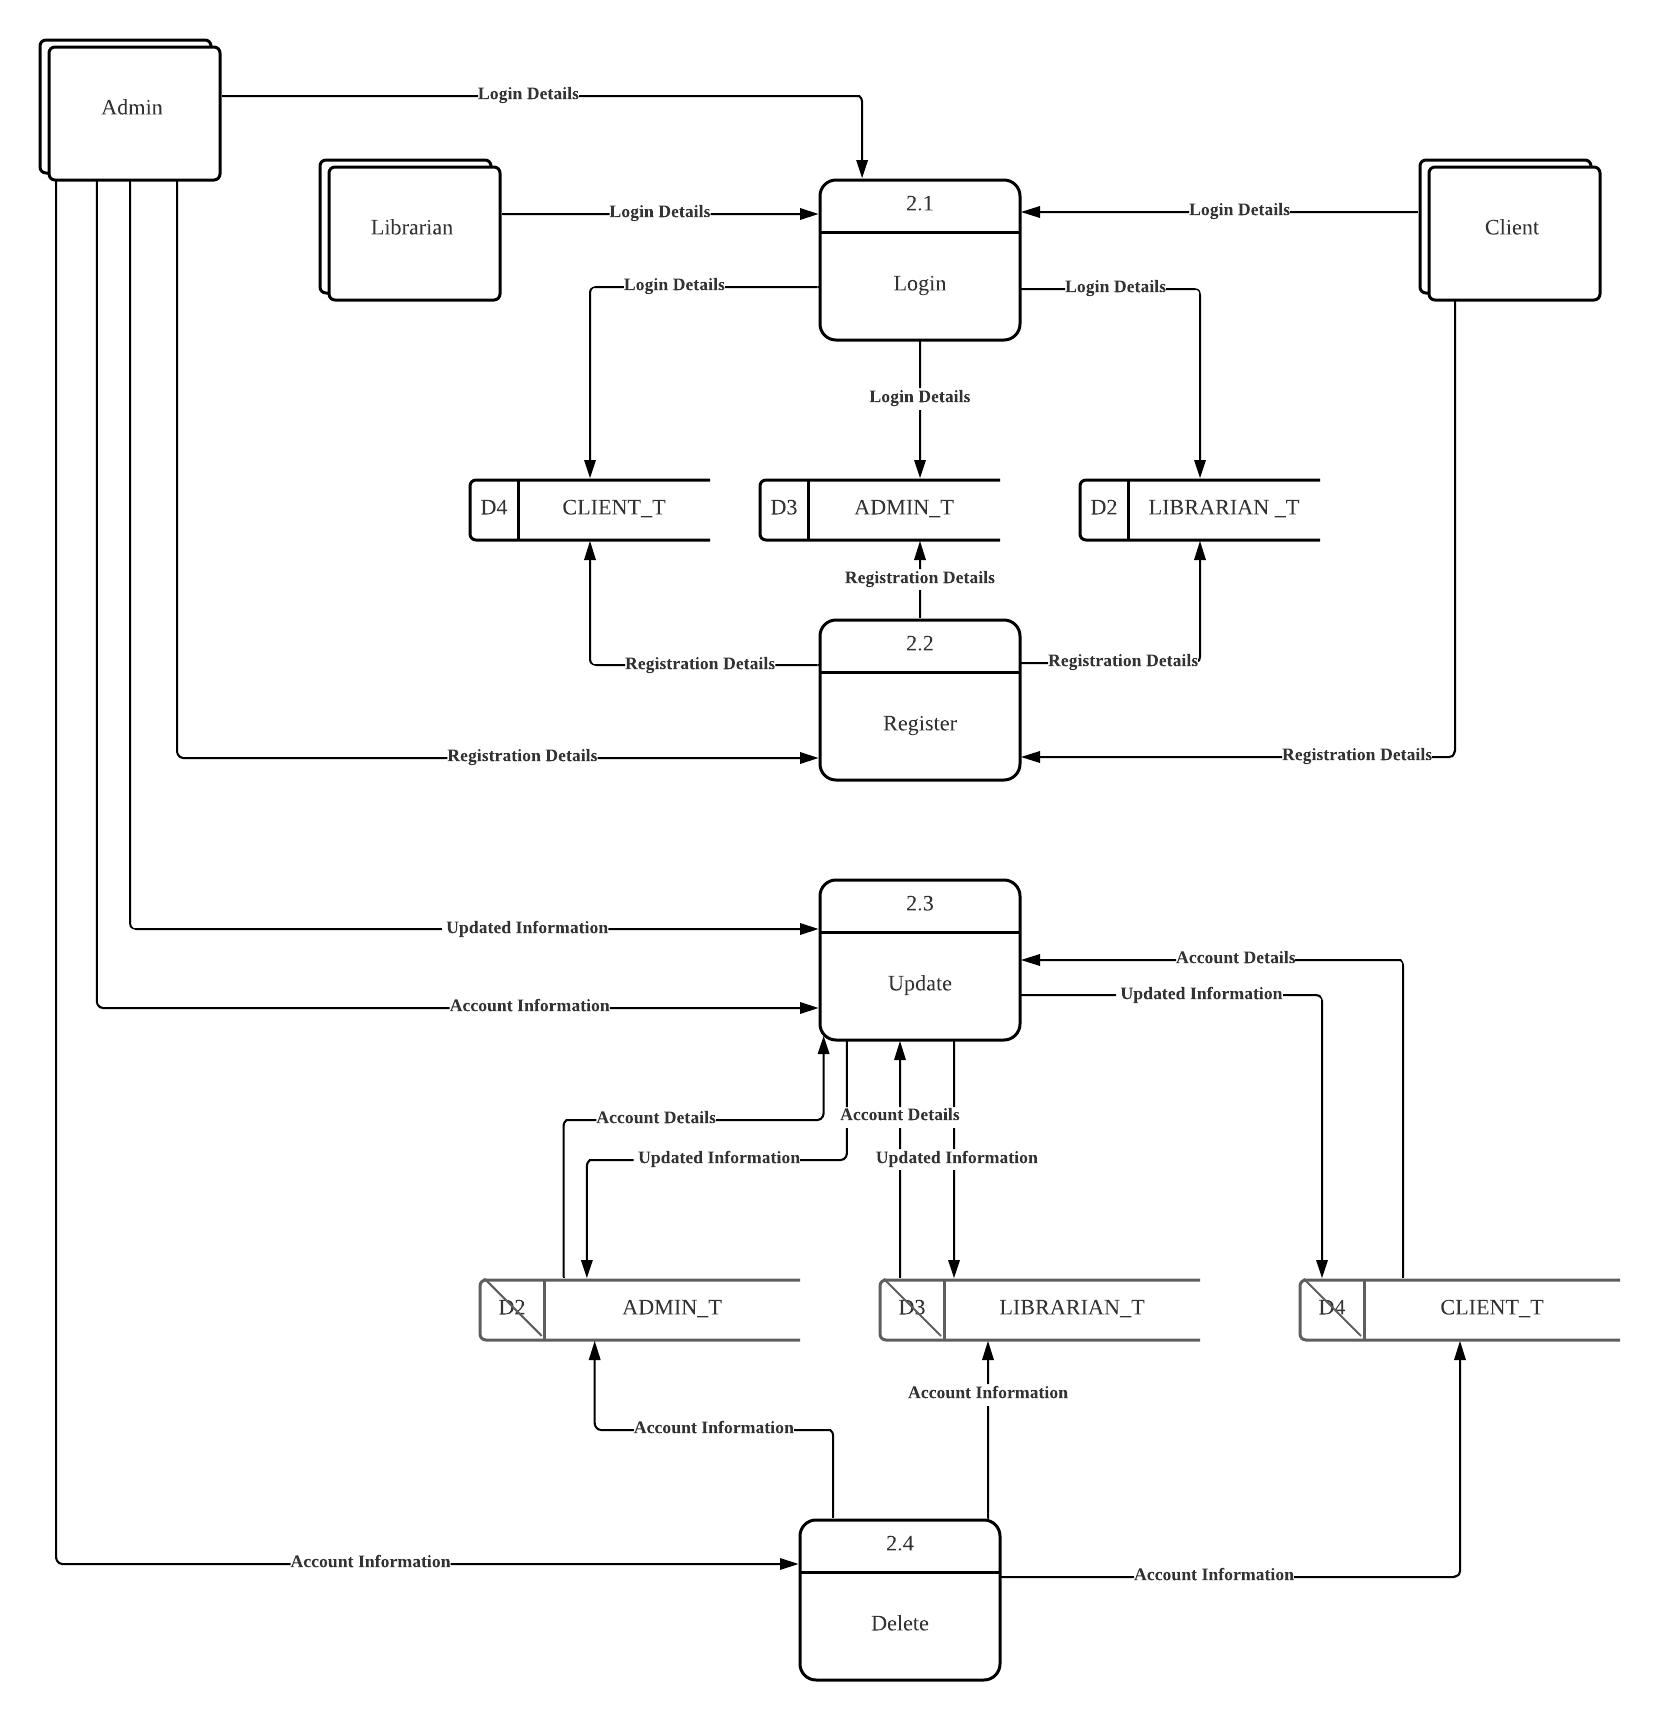 Admin
Login Details
Librarian
Login Details
2.1
Login Details
Client
Login Details
Login
Login Details
Login Details
D4
CLIENT_T
D3
ADMIN_T
D2
LIBRARIAN _T
Registration Details
2.2
Registration Details
Registration Details
Register
Registration Details
Registration Details
2.3
Updated Information
Account Details
Update
Updated Information
Account Information
Account Details
Account Details
Updated Information
Updated Information
D2
ADMIN_T
D3
LIBRARIAN_T
D4
CLIENT_T
Account Information
Account Information
2.4
Account Information
Account Information
Delete